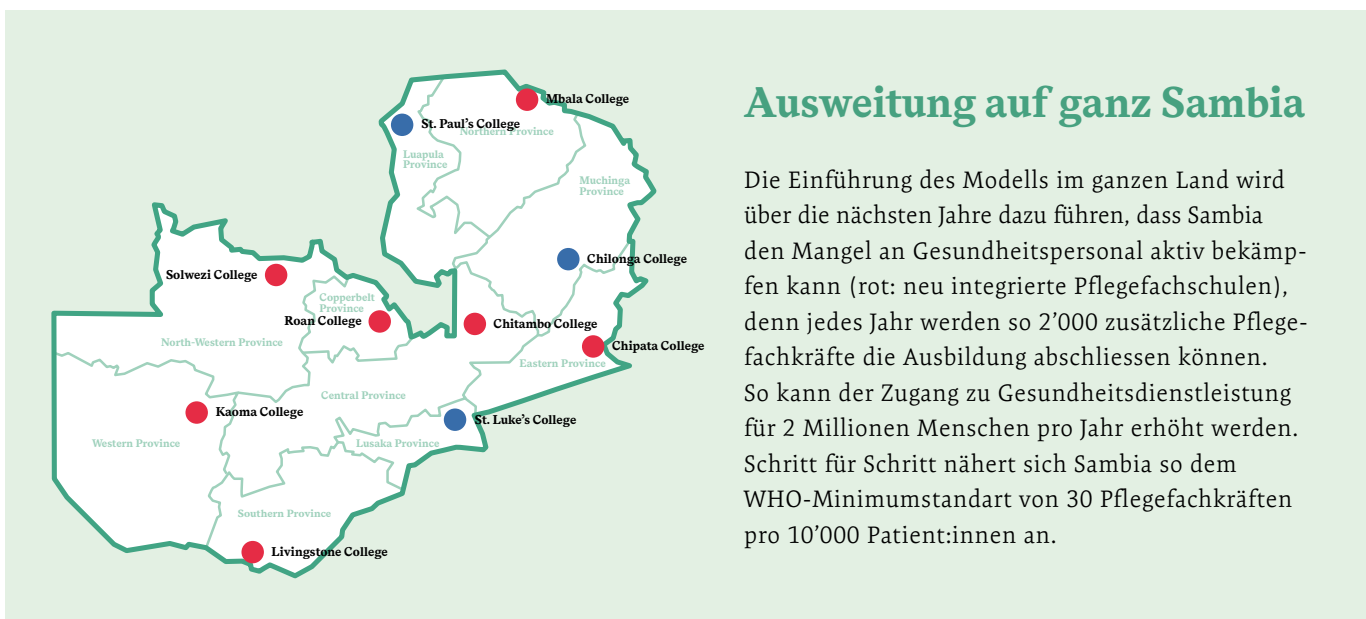 Mbala College
St. Paul's College
Northern Province
Luapula
Province
Muchinga
Province
Chilonga College
Solwezi College
Copperbelt
Province
Roan College
Chitambo College
North-Western Province
Chipata College
Eastern Province
Central Province
Kaoma College
St. Luke's College
Western Province
Lusaka Province
Southern Province
Livingstone College
Ausweitung auf ganz Sambia
Die Einführung des Modells im ganzen Land wird
über die nächsten Jahre dazu führen, dass Sambia
den Mangel an Gesundheitspersonal aktiv bekämp-
fen kann (rot: neu integrierte Pflegefachschulen),
denn jedes Jahr werden so 2’000 zusätzliche Pflege-
fachkräfte die Ausbildung abschliessen können.
So kann der Zugang zu Gesundheitsdienstleistung
für 2 Millionen Menschen pro Jahr erhöht werden.
Schritt für Schritt nähert sich Sambia so dem
WHO-Minimumstandart von 30 Pflegefachkräften
pro 10’000 Patient:innen an.